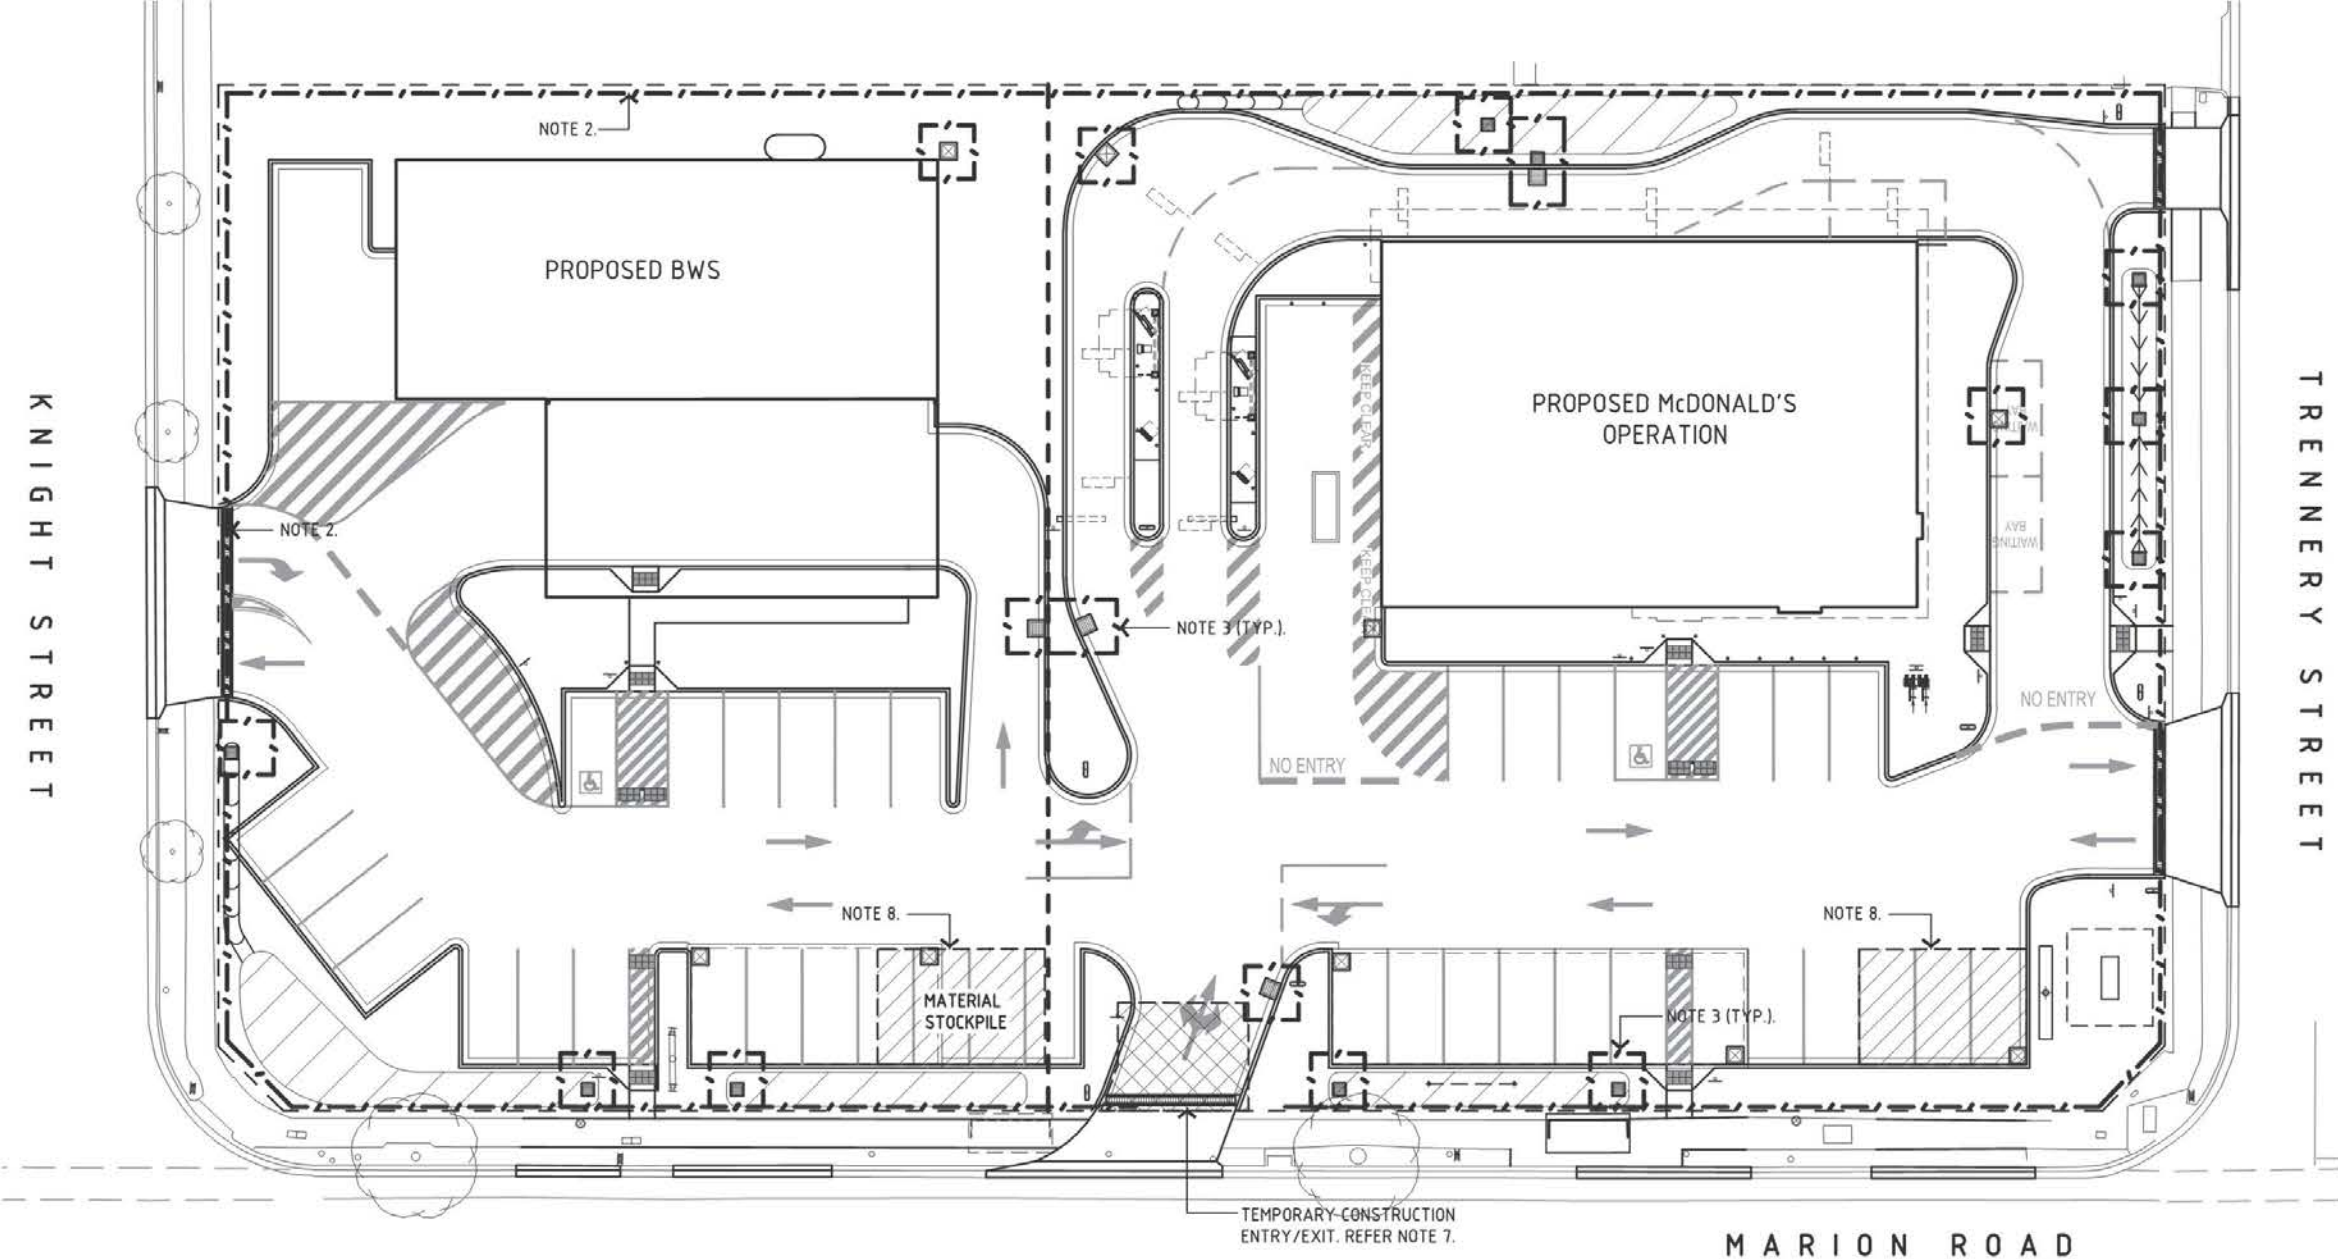 NOTE 2.
PROPOSED BWS
PROPOSED McDONALD'S
OPERATION
KEEP CLEAR
WAITING
BAY
WAITING
BAY
KNIGHT STREET
TRENNERY STREET
NOTE 2.
KEEP CLEAR
NOTE 3 (TYP.).
NO ENTRY
NO ENTRY
NOTE 8.
NOTE 8.
MATERIAL
STOCKPILE
NOTE 3 (TYP.).
TEMPORARY CONSTRUCTION
ENTRY/EXIT. REFER NOTE 7.
MARION ROAD